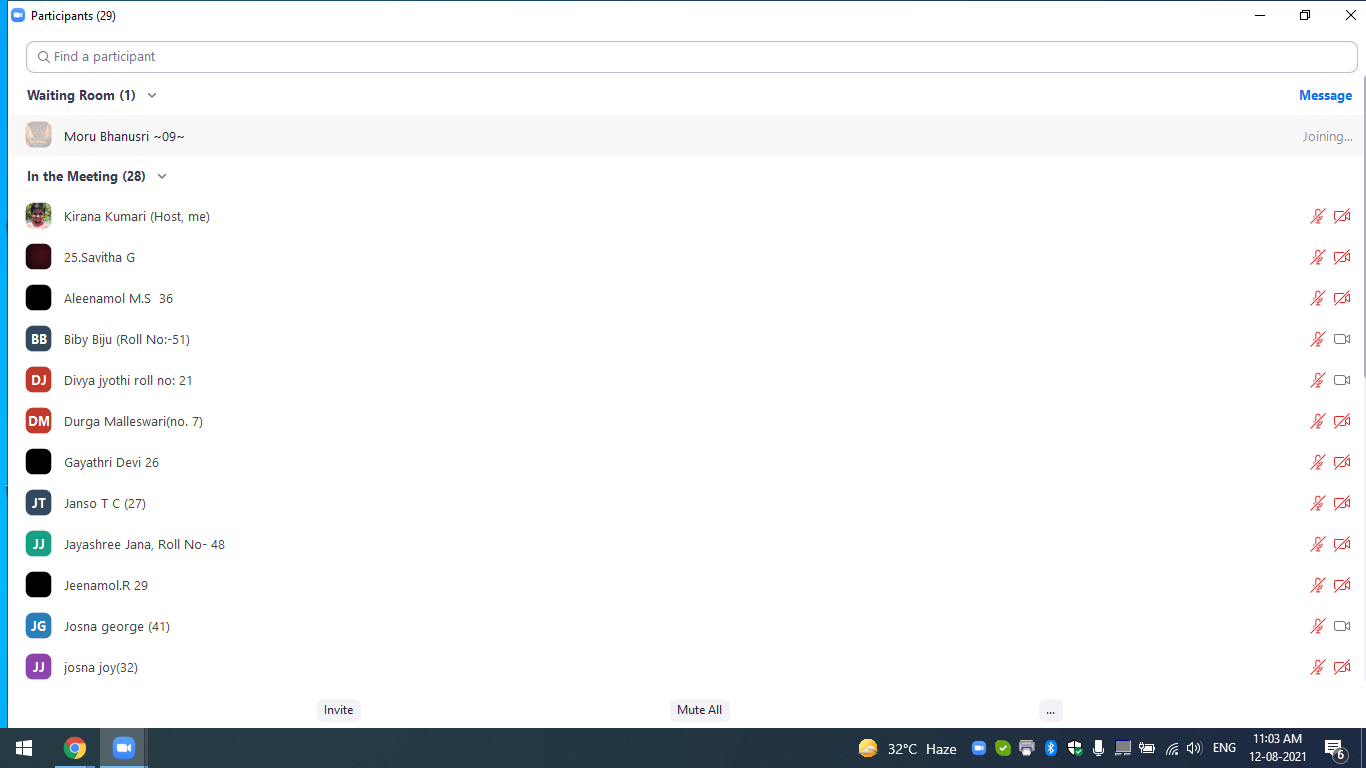 Participants (29)
Find a participant
Waiting Room (1)
Message
Moru Bhanusri ~09~
Joining...
In the Meeting (28)
Kirana Kumari (Host, me)
25.Savitha G
Aleenamol M.S  36
BB Biby Biju (Roll No:-51)
DJ Divya jyothi roll no: 21
DM Durga Malleswari(no. 7)
Gayathri Devi 26
JT Janso T C (27)
JJ Jayashree Jana, Roll No- 48
Jeenamol.R 29
JG Josna george (41)
JJ josna joy(32)
Invite
Mute All
...
32°C Haze
ENG
11:03 AM
12-08-2021
6